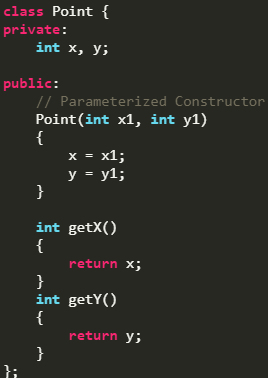 class Point {
private:
    int x, y;

public:
    // Parameterized Constructor
    Point(int x1, int y1)
    {
        x = x1;
        y = y1;
    }

    int getX()
    {
        return x;
    }
    int getY()
    {
        return y;
    }
};